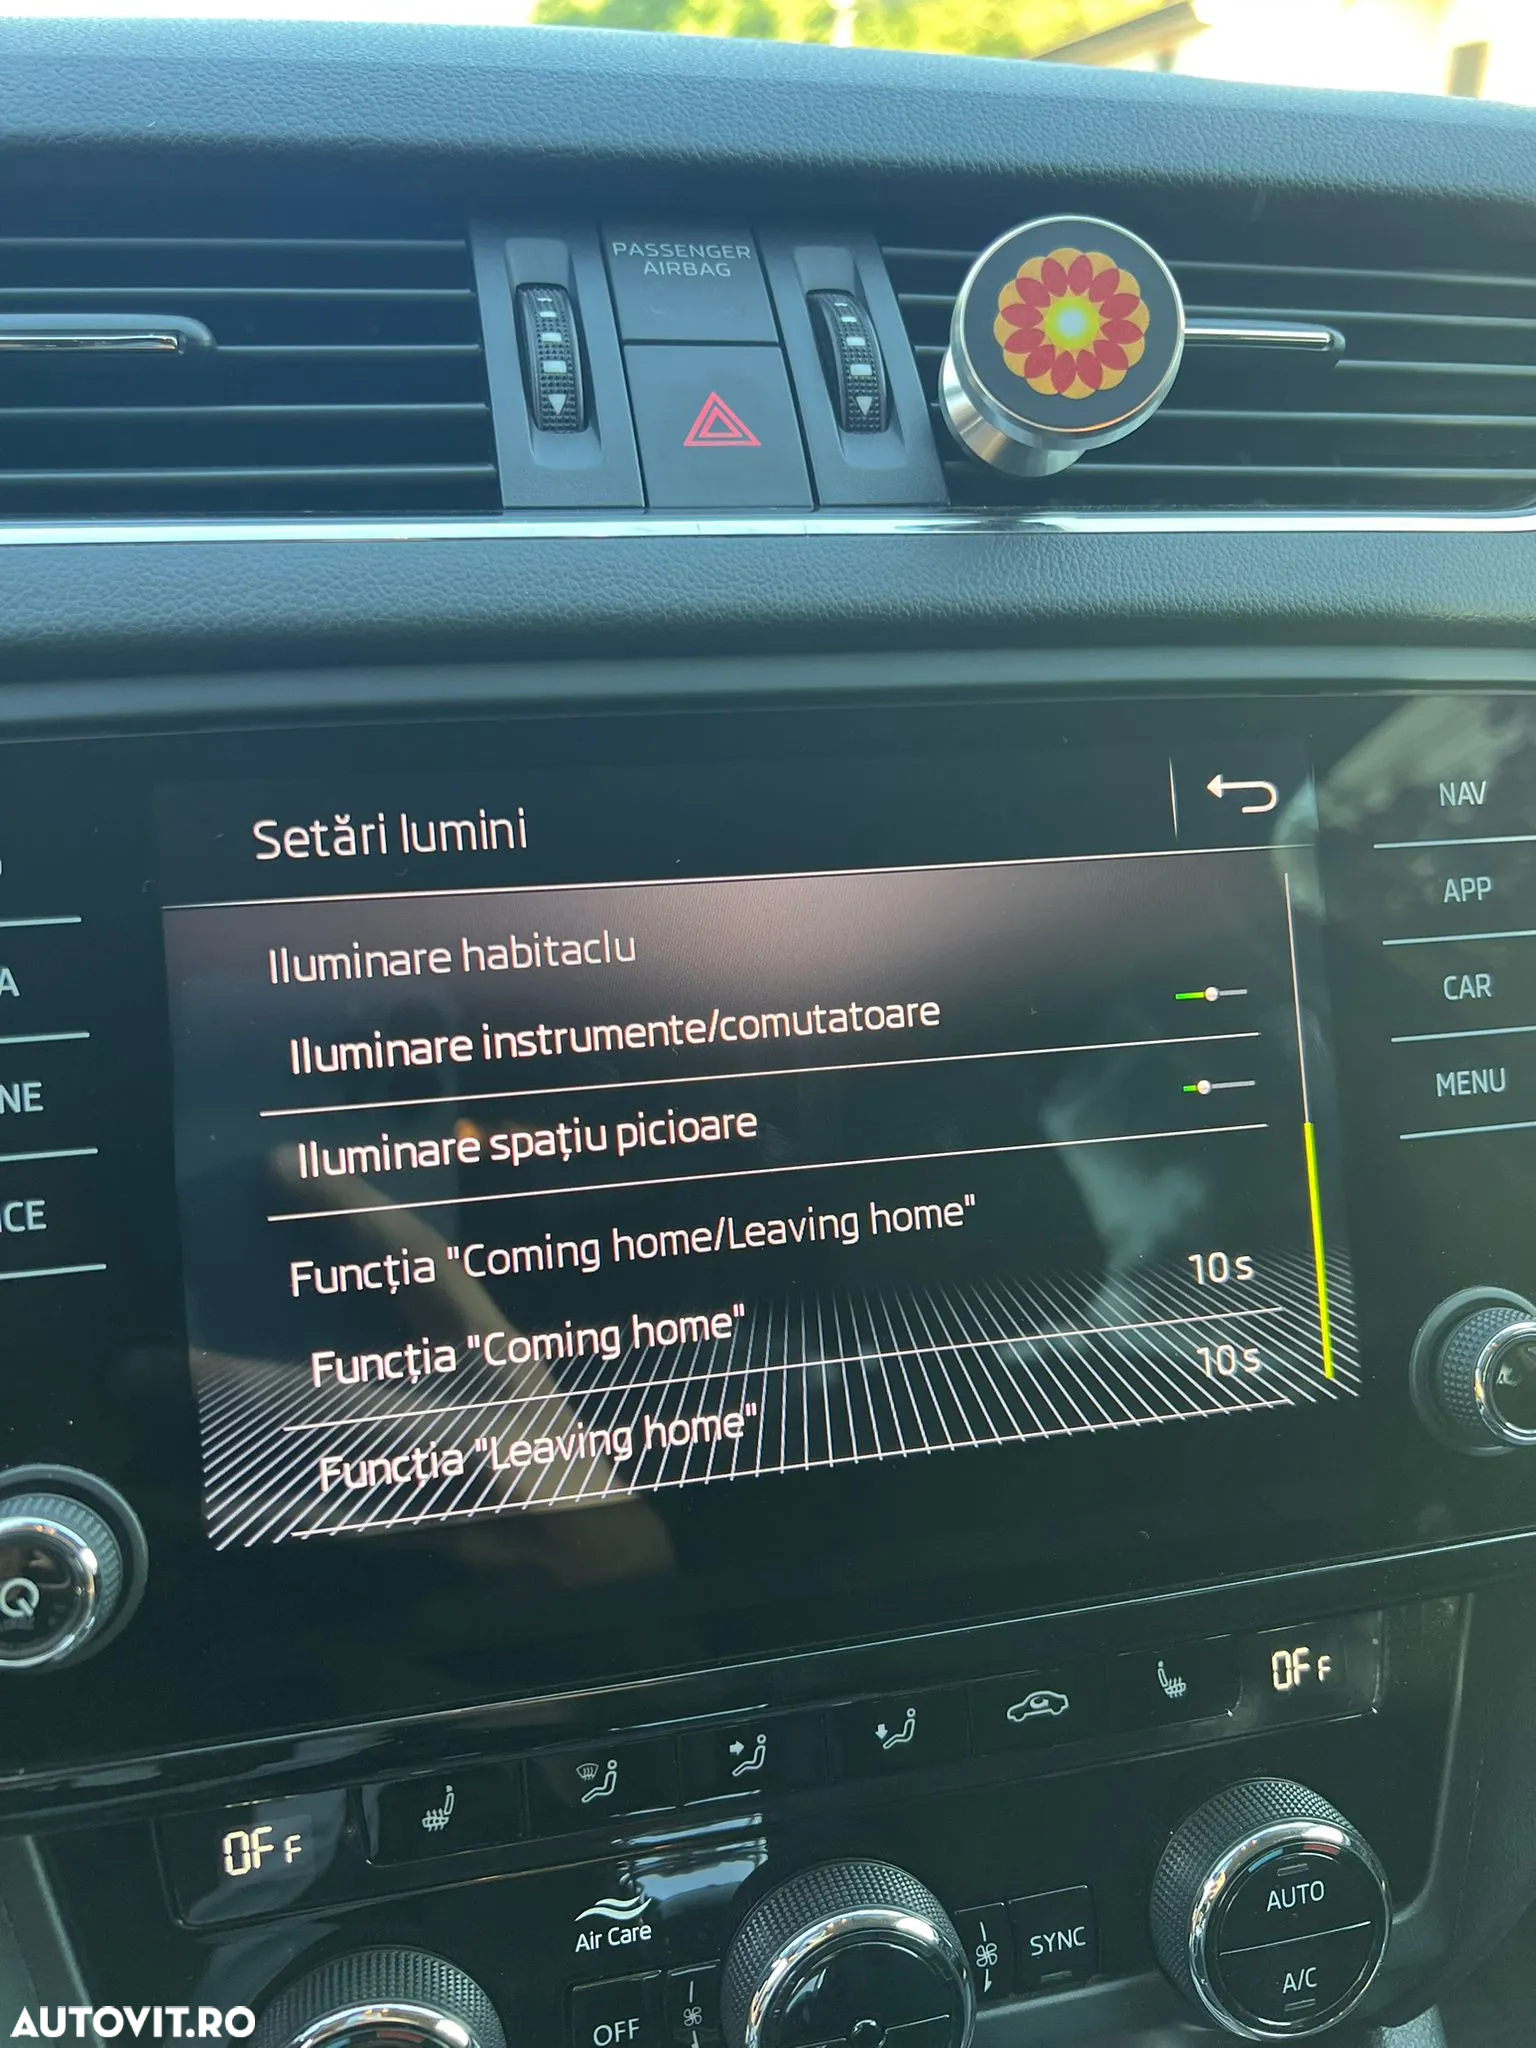 PASSENGER
AIRBAG
Setări lumini
NAV
Iluminare habitaclu
APP
Iluminare instrumente/comutatoare
CAR
Iluminare spațiu picioare
MENU
Funcția "Coming home/Leaving home"
Funcția "Coming home"
10 s
Funcția "Leaving home"
10 s
A
NE
CE
OFF
OFF
Air Care
OFF
SYNC
AUTO
A/C
AUTOVIT.RO